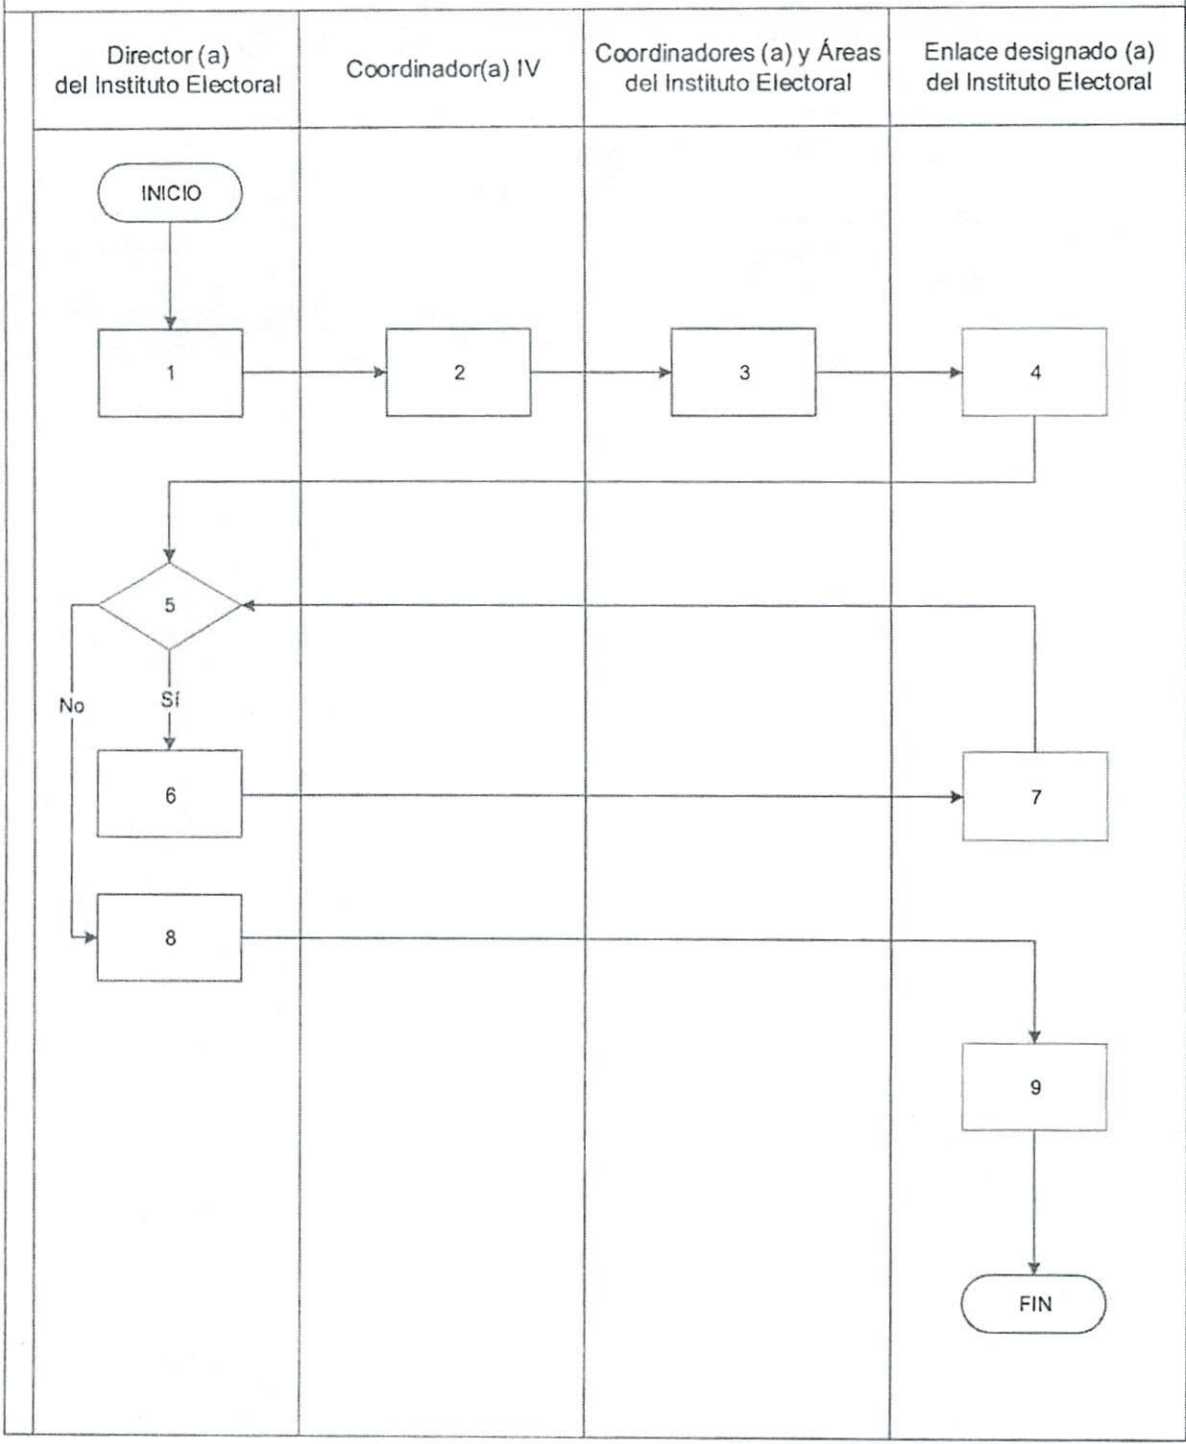 Director (a)
del Instituto Electoral
Coordinador(a) IV
Coordinadores (a) y Áreas
del Instituto Electoral
Enlace designado (a)
del Instituto Electoral
INICIO
1
2
3
4
5
No
Sí
6
7
8
9
FIN